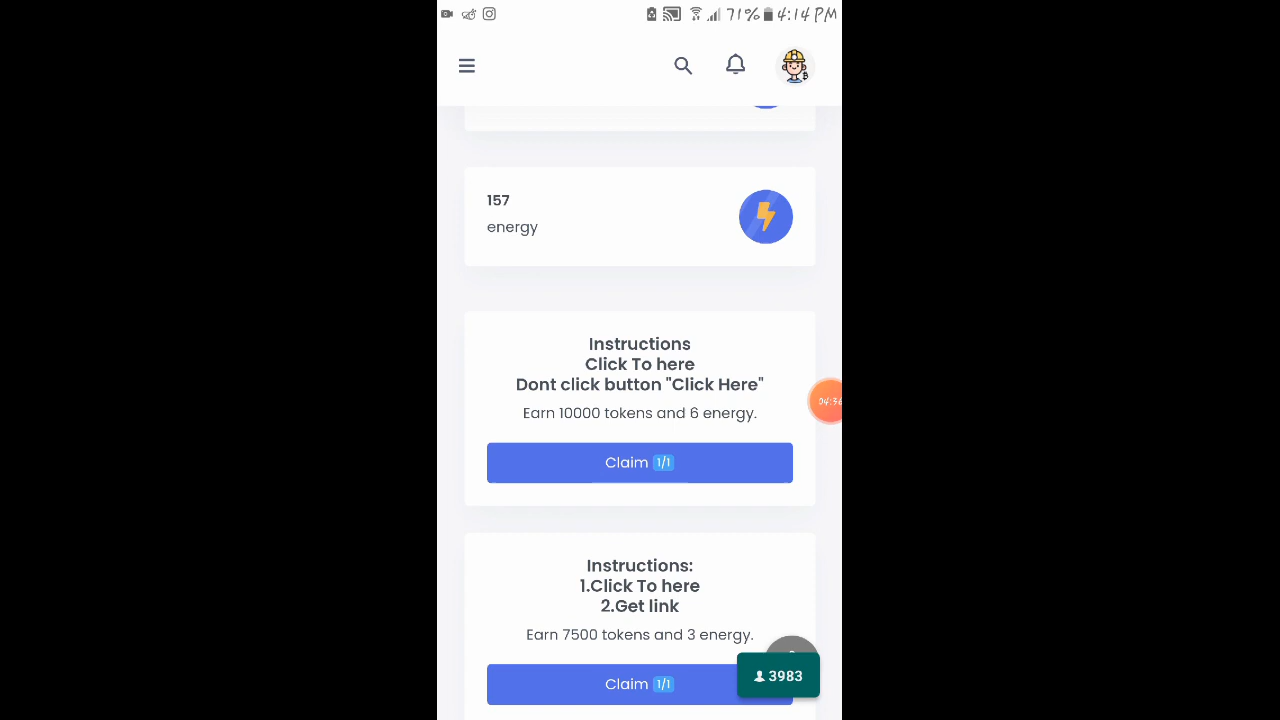 71% 4:14 PM
157
energy
Instructions
Click To here
Dont click button "Click Here"
Earn 10000 tokens and 6 energy.
04:36
Claim 1/1
Instructions:
1.Click To here
2.Get link
Earn 7500 tokens and 3 energy.
3983
Claim 1/1